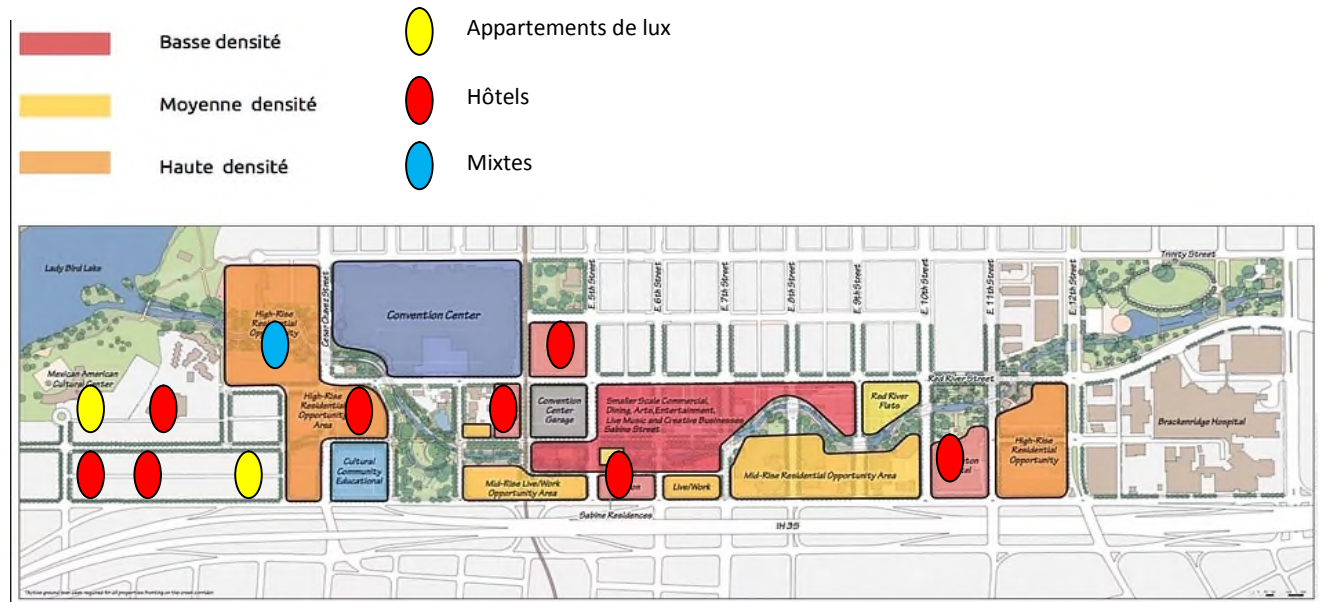 Basse densité
Moyenne densité
Haute densité
Appartements de lux
Hôtels
Mixtes
Lady Bird Lake
Mexican American
Cultural Center
High-Rise
Residential
Opportunity
High-Rise
Residential
Opportunity
Area
Cesar Chavez Street
Convention Center
Cultural
Community
Educational
Convention
Center
Garage
E. 5th Street
E. 6th Street
E. 7th Street
E. 8th Street
E. 9th Street
E. 10th Street
E. 11th Street
E. 12th Street
Trinity Street
Red River Street
Smaller Scale Commercial,
Dining, Arts, Entertainment,
Live Music and Creative Businesses
Sabine Street
Red River
Flats
Mid-Rise Live/Work
Opportunity Area
Live/Work
Mid-Rise Residential Opportunity Area
High-Rise
Residential
Opportunity
Brackenridge Hospital
Sabine Residences
IH 35